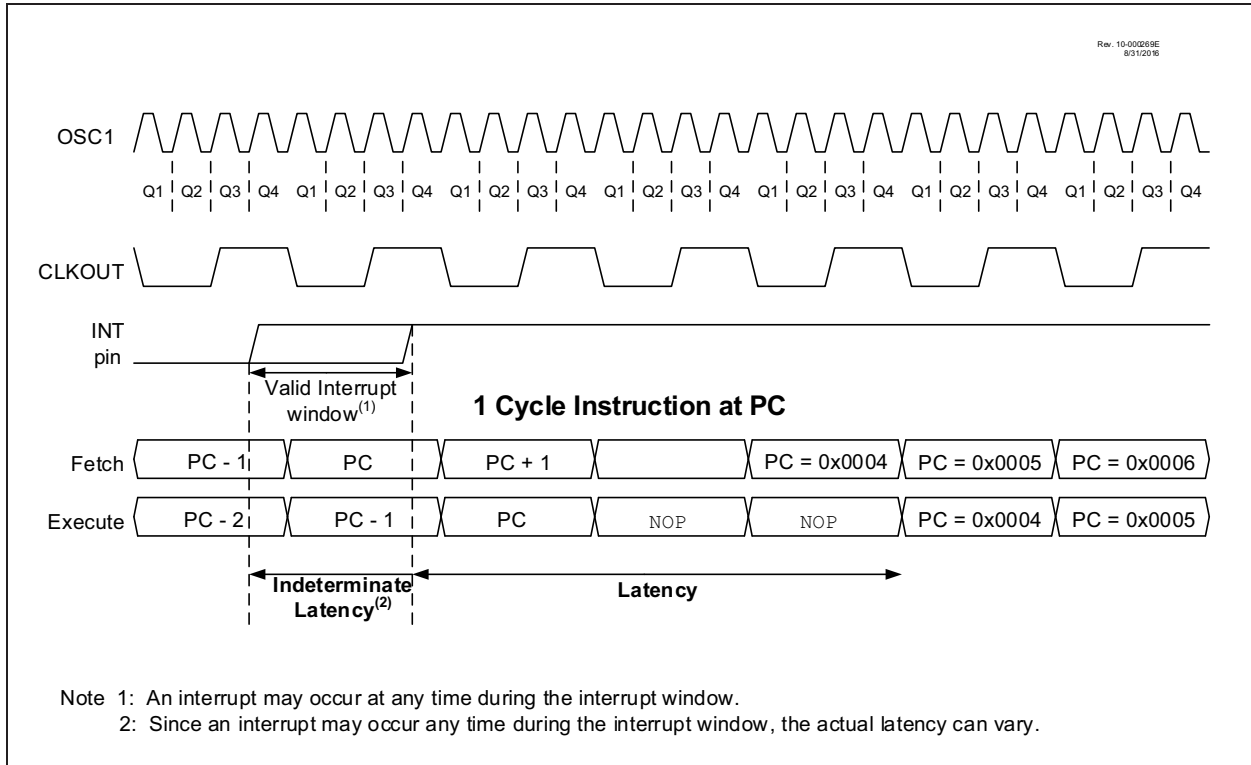 Rev. 10-000269E
8/31/2016
OSC1
Q1 Q2 Q3 Q4 Q1 Q2 Q3 Q4 Q1 Q2 Q3 Q4 Q1 Q2 Q3 Q4 Q1 Q2 Q3 Q4 Q1 Q2 Q3 Q4 Q1 Q2 Q3 Q4
CLKOUT
INT
pin
Valid Interrupt
window(1)
1 Cycle Instruction at PC
Fetch PC - 1 PC PC + 1 PC = 0x0004 PC = 0x0005 PC = 0x0006
Execute PC - 2 PC - 1 PC NOP NOP PC = 0x0004 PC = 0x0005
Indeterminate
Latency(2)
Latency
Note 1: An interrupt may occur at any time during the interrupt window.
2: Since an interrupt may occur any time during the interrupt window, the actual latency can vary.